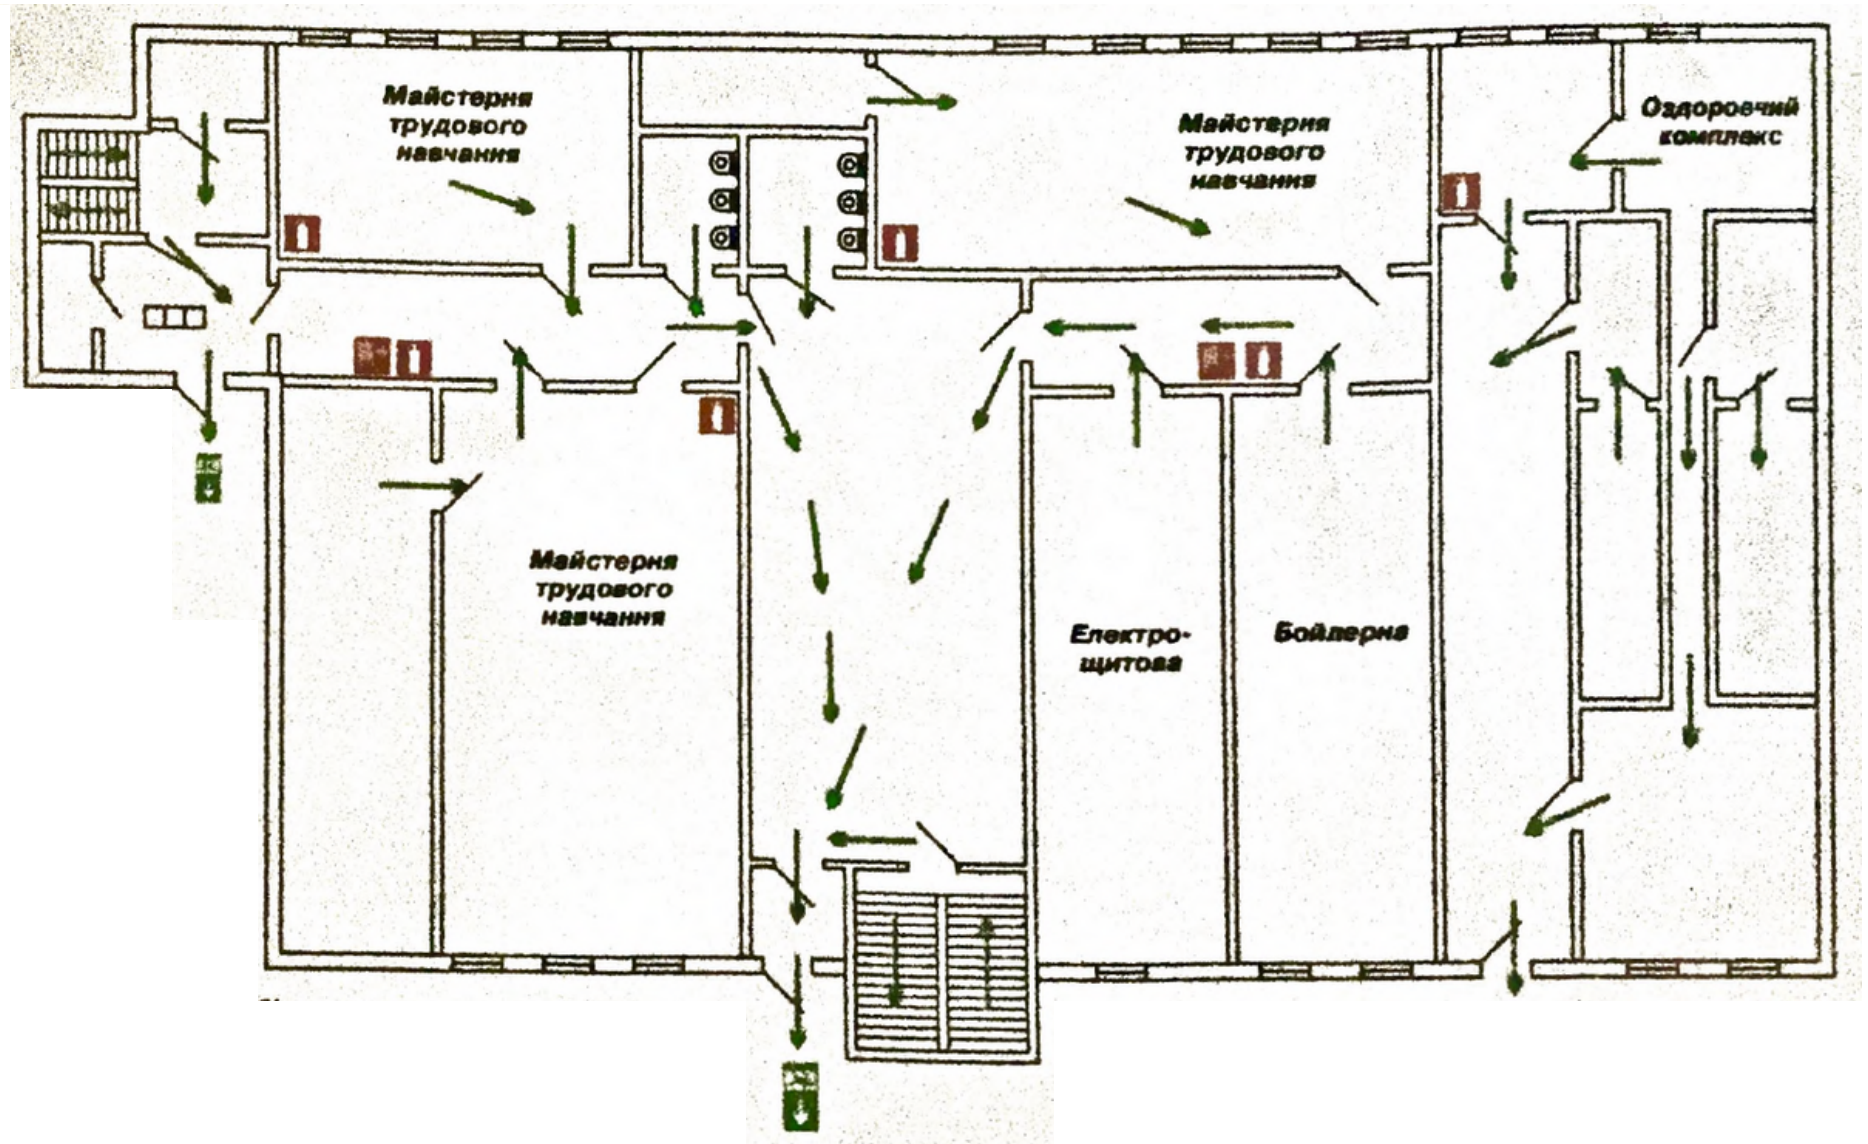 Майстерня
трудового
навчання
Майстерня
трудового
навчання
Оздоровчий
комплекс
Майстерня
трудового
навчання
Електро-
щитова
Бойлерна